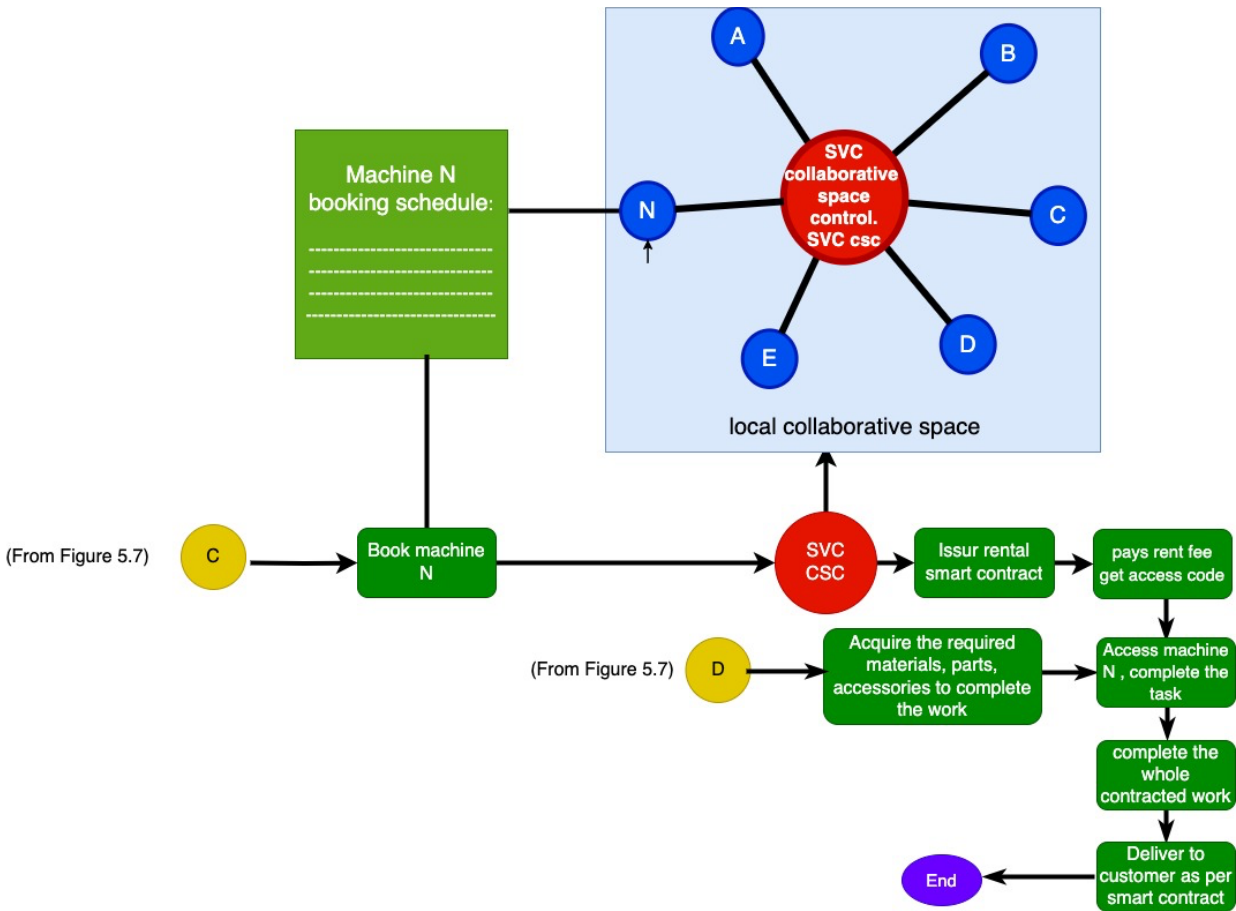 A
B
SVC
collaborative
space
control.
SVC csc
N
C
E
D
local collaborative space
Machine N
booking schedule:
-------------------------------
-------------------------------
-------------------------------
--------------------------------
(From Figure 5.7)
C
Book machine
N
SVC
CSC
Issur rental
smart contract
pays rent fee
get access code
(From Figure 5.7)
D
Acquire the required
materials, parts,
accessories to complete
the work
Access machine
N , complete the
task
complete the
whole
contracted work
Deliver to
customer as per
smart contract
End